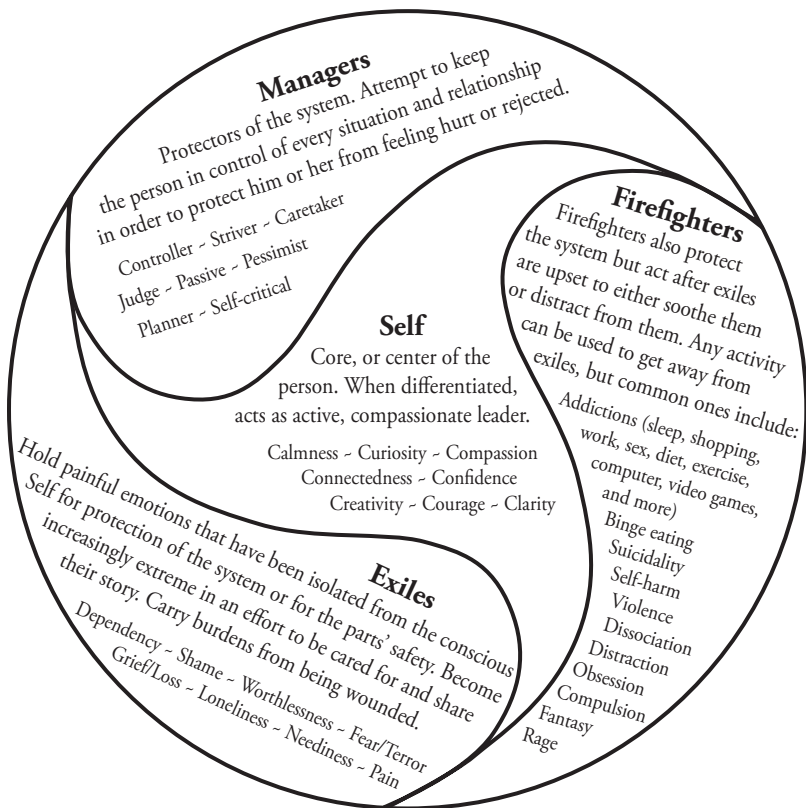 Managers
Protectors of the system. Attempt to keep
the person in control of every situation and relationship
in order to protect him or her from feeling hurt or rejected.
Controller ~ Striver ~ Caretaker
Judge ~ Passive ~ Pessimist
Planner ~ Self-critical
Firefighters
Firefighters also protect
the system but act after exiles
are upset to either soothe them
or distract from them. Any activity
can be used to get away from
exiles, but common ones include:
Addictions (sleep, shopping,
work, sex, diet, exercise,
computer, video games,
and more)
Binge eating
Suicidality
Self-harm
Violence
Dissociation
Distraction
Obsession
Compulsion
Fantasy
Rage
Self
Core, or center of the
person. When differentiated,
acts as active, compassionate leader.
Calmness ~ Curiosity ~ Compassion
Connectedness ~ Confidence
Creativity ~ Courage ~ Clarity
Exiles
Hold painful emotions that have been isolated from the conscious
Self for protection of the system or for the parts’ safety. Become
increasingly extreme in an effort to be cared for and share
their story. Carry burdens from being wounded.
Dependency ~ Shame ~ Worthlessness ~ Fear/Terror
Grief/Loss ~ Loneliness ~ Neediness ~ Pain